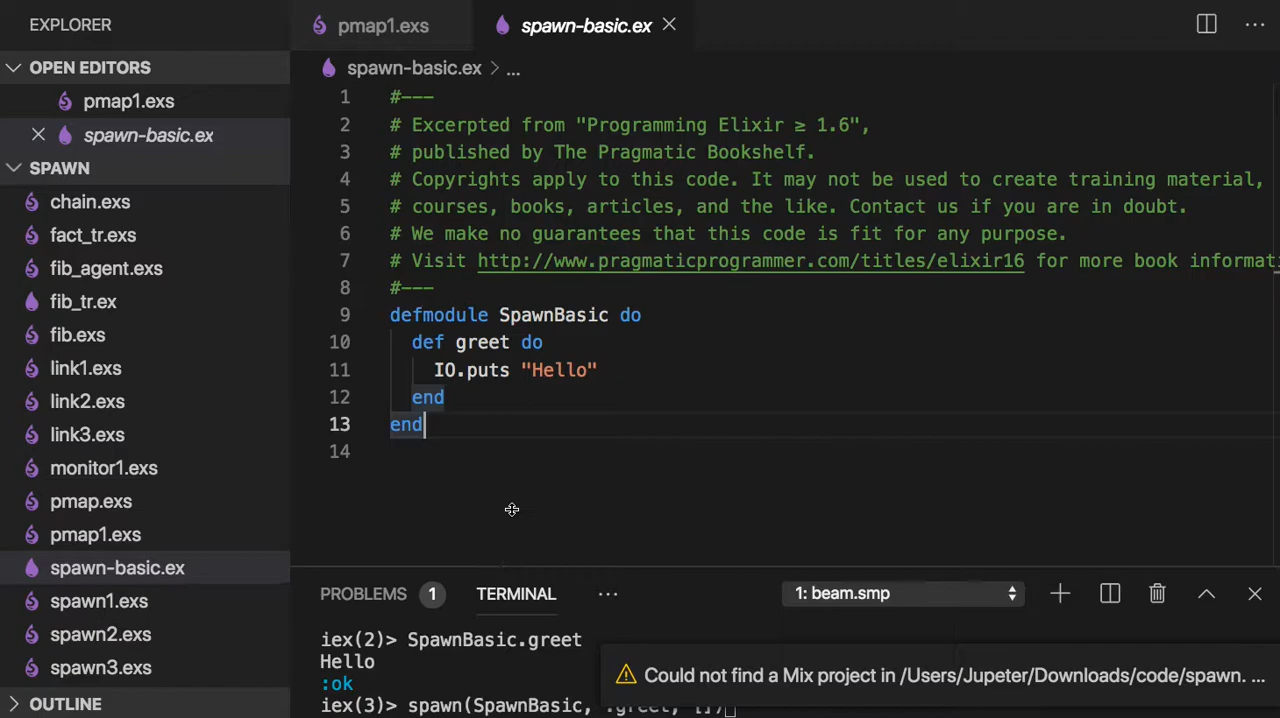 EXPLORER
pmap1.exs
spawn-basic.ex
OPEN EDITORS
pmap1.exs
spawn-basic.ex
SPAWN
chain.exs
fact_tr.exs
fib_agent.exs
fib_tr.ex
fib.exs
link1.exs
link2.exs
link3.exs
monitor1.exs
pmap.exs
pmap1.exs
spawn-basic.ex
spawn1.exs
spawn2.exs
spawn3.exs
OUTLINE
spawn-basic.ex > ...
1 #---
2 # Excerpted from "Programming Elixir ≥ 1.6",
3 # published by The Pragmatic Bookshelf.
4 # Copyrights apply to this code. It may not be used to create training material,
5 # courses, books, articles, and the like. Contact us if you are in doubt.
6 # We make no guarantees that this code is fit for any purpose.
7 # Visit http://www.pragmaticprogrammer.com/titles/elixir16 for more book informati
8 #---
9 defmodule SpawnBasic do
10 def greet do
11 IO.puts "Hello"
12 end
13 end
14
PROBLEMS 1 TERMINAL ... 1: beam.smp
iex(2)> SpawnBasic.greet
Hello
:ok
iex(3)> spawn(SpawnBasic, :greet, [])
Could not find a Mix project in /Users/Jupeter/Downloads/code/spawn. ...